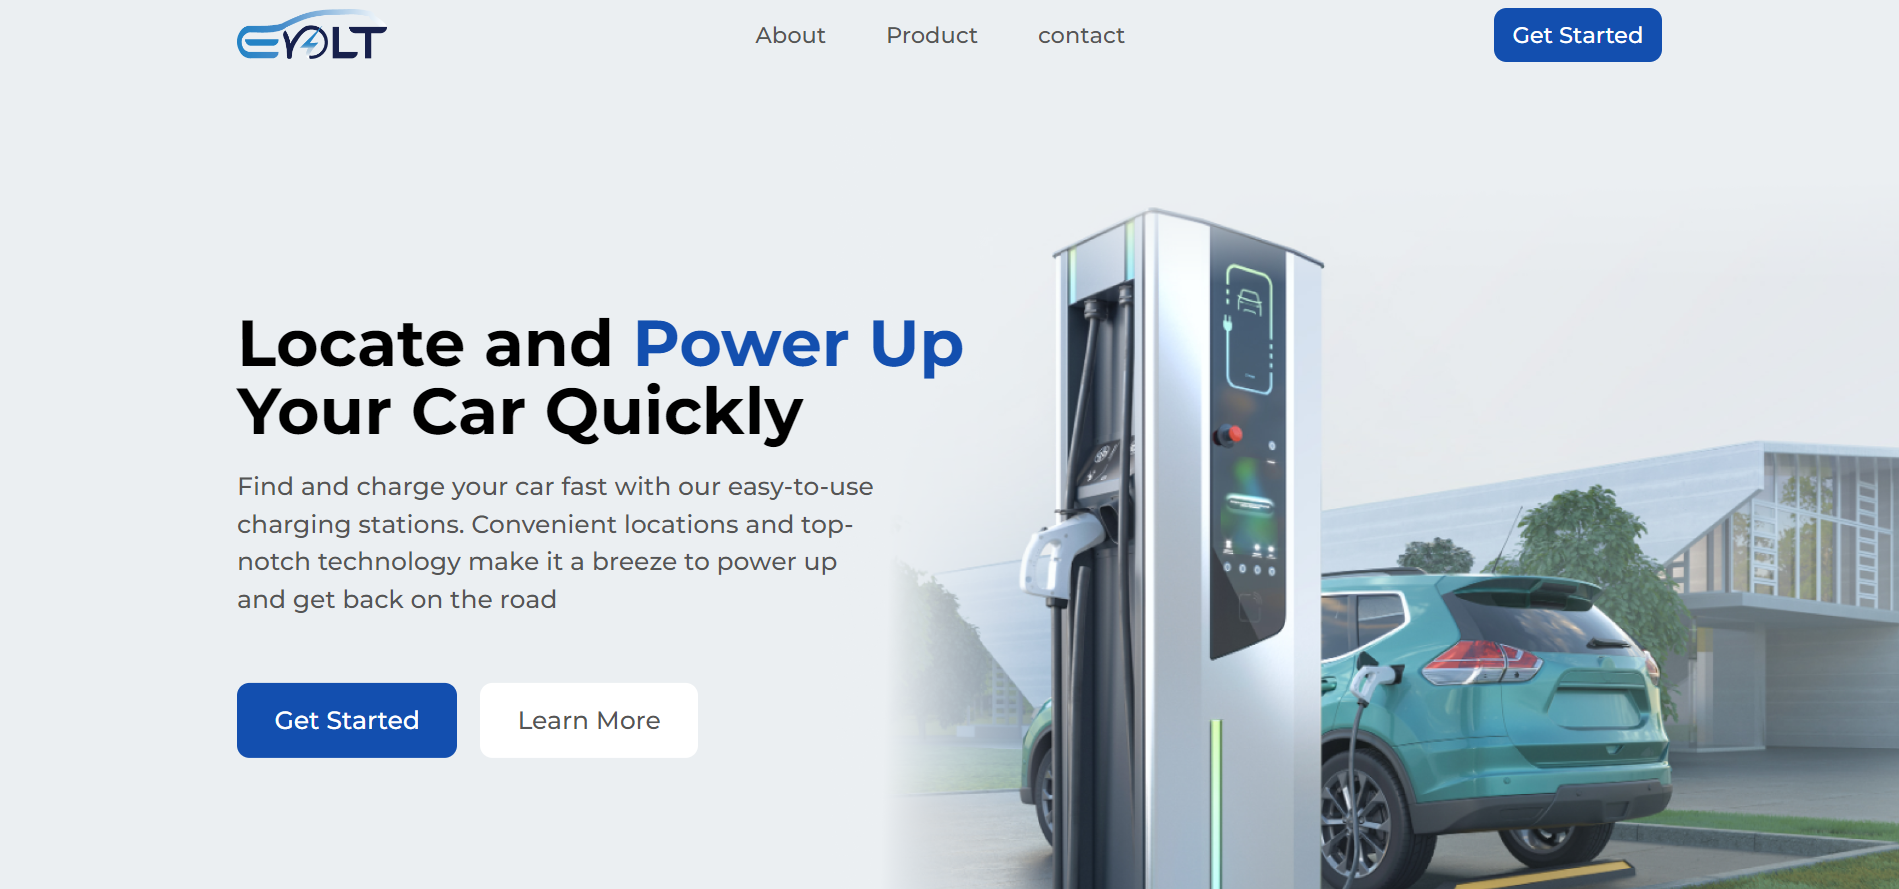 EVOLT
About
Product
contact
Get Started
Locate and Power Up
Your Car Quickly
Find and charge your car fast with our easy-to-use
charging stations. Convenient locations and top-
notch technology make it a breeze to power up
and get back on the road
Get Started
Learn More